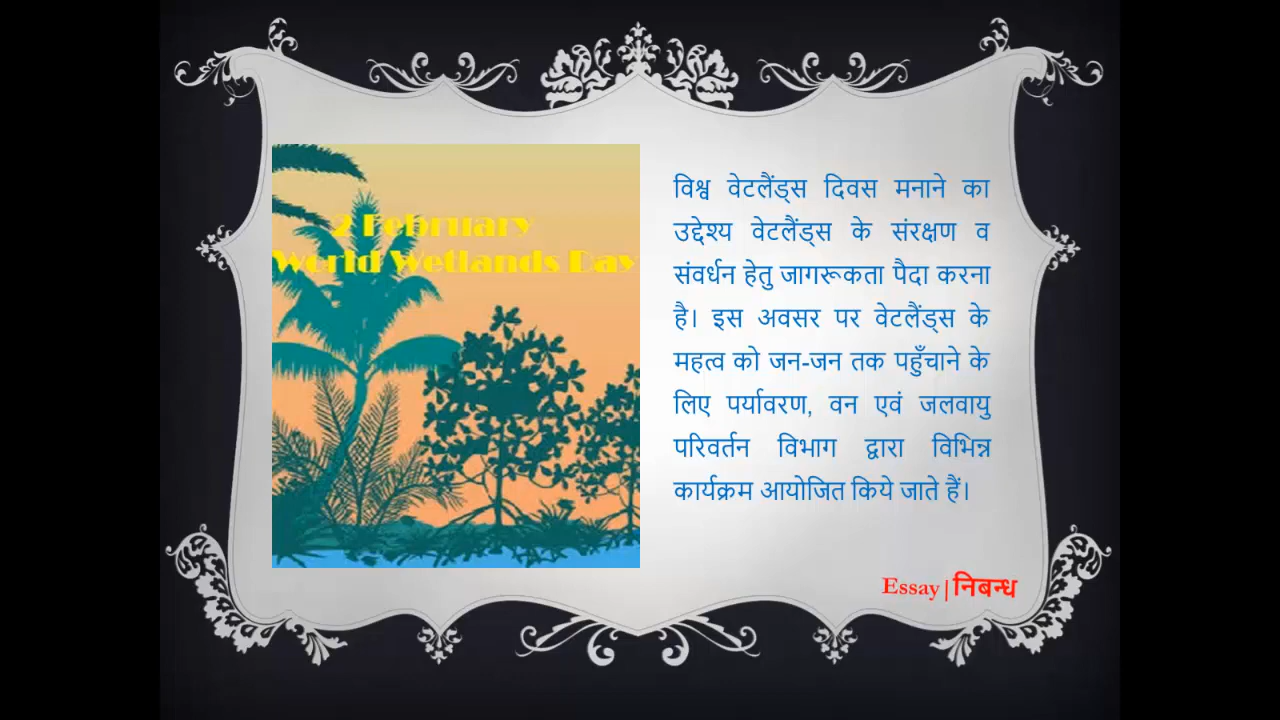 2 February
World Wetlands Day
विश्व वेटलैंड्स दिवस मनाने का
उद्देश्य वेटलैंड्स के संरक्षण व
संवर्धन हेतु जागरूकता पैदा करना
है। इस अवसर पर वेटलैंड्स के
महत्व को जन-जन तक पहुँचाने के
लिए पर्यावरण, वन एवं जलवायु
परिवर्तन विभाग द्वारा विभिन्न
कार्यक्रम आयोजित किये जाते हैं।
Essay|निबन्ध